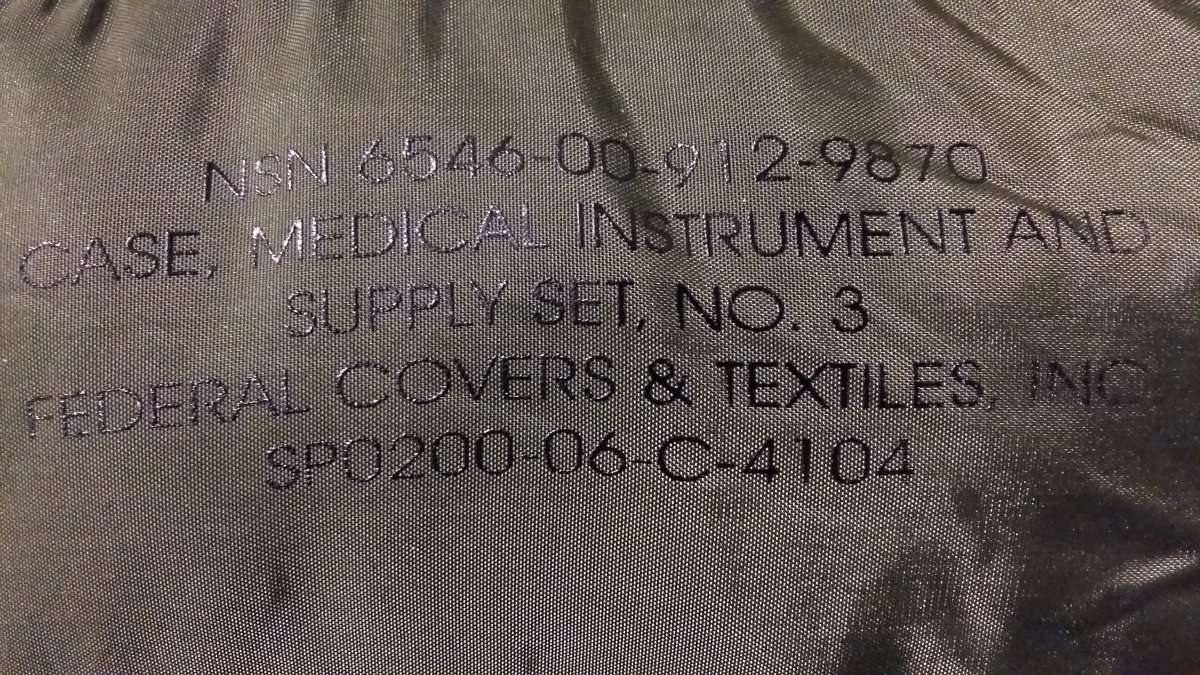 NSN 6546-00-912-9870
CASE, MEDICAL INSTRUMENT AND
SUPPLY SET, NO. 3
FEDERAL COVERS & TEXTILES, INC.
SP0200-06-C-4104